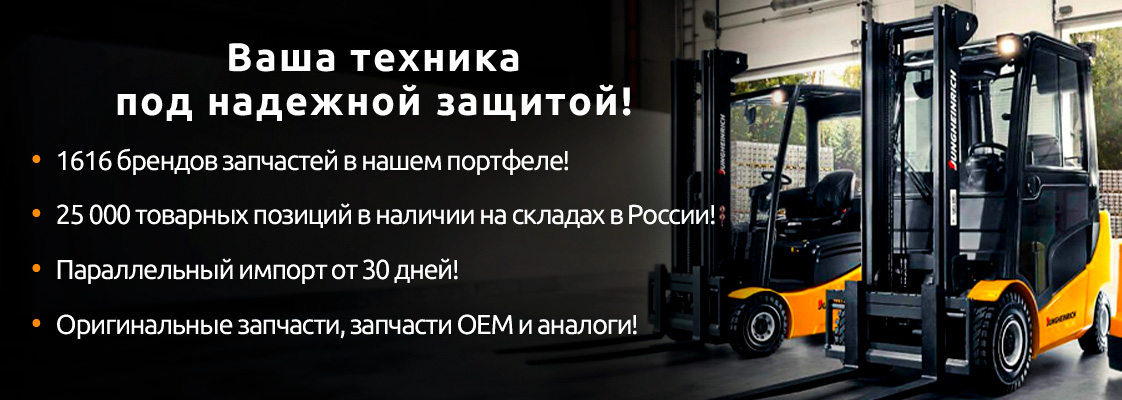 Ваша техника
под надежной защитой!
• 1616 брендов запчастей в нашем портфеле!
• 25 000 товарных позиций в наличии на складах в России!
• Параллельный импорт от 30 дней!
• Оригинальные запчасти, запчасти OEM и аналоги!
JUNGHEINRICH
JUNGHEINRICH
JUNGHEINRICH